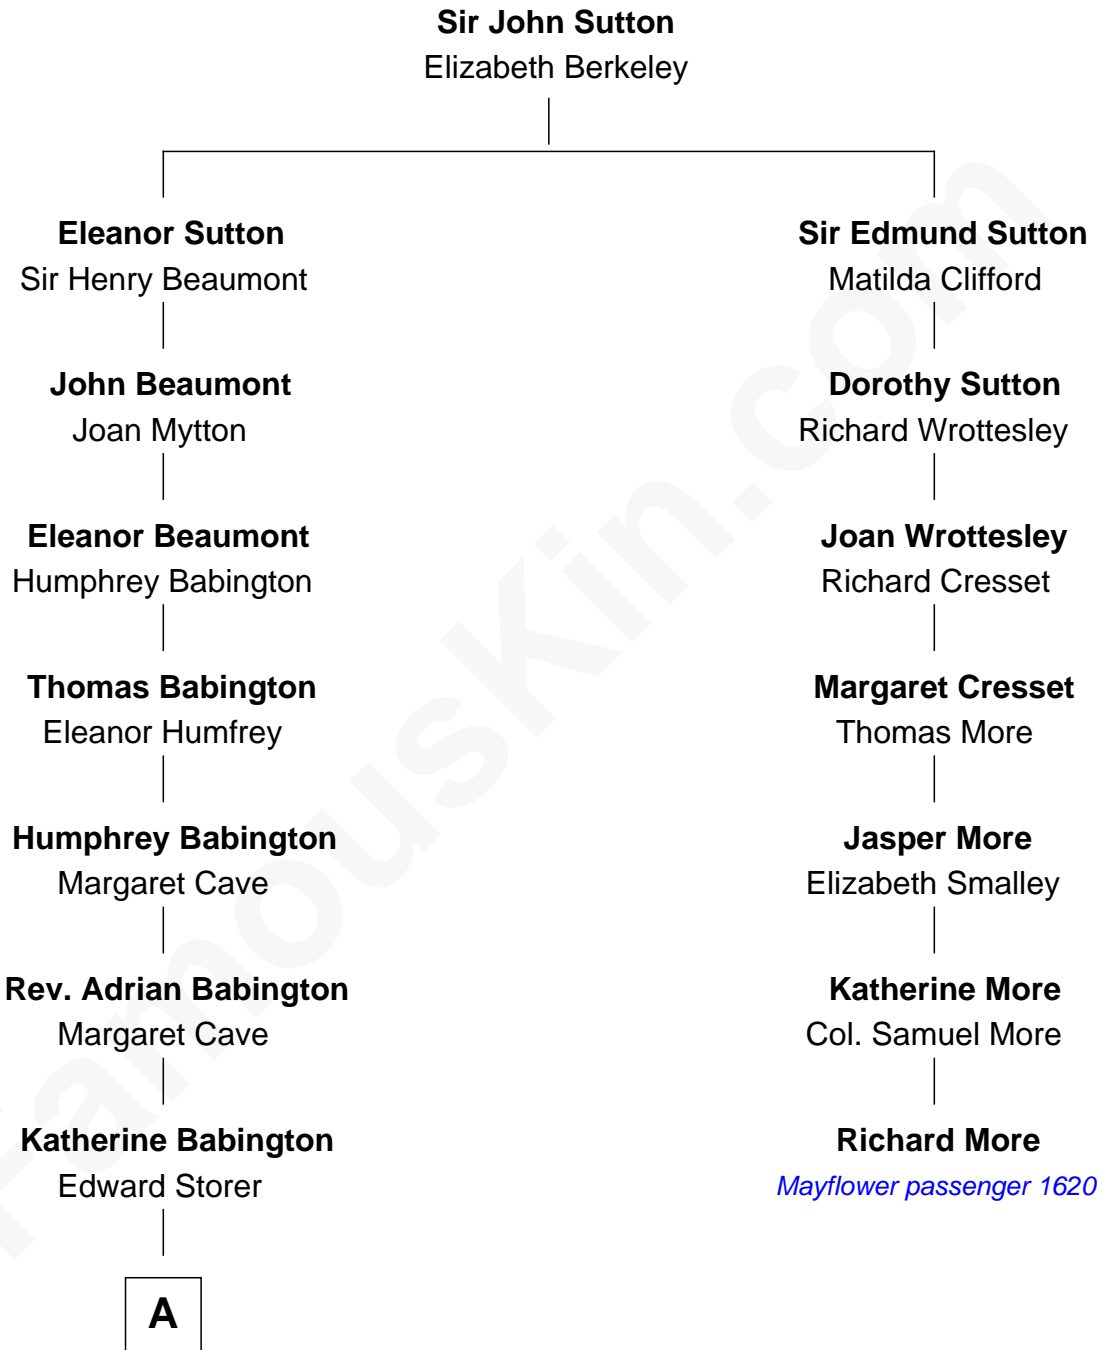 Sir John Sutton
Elizabeth Berkeley
Eleanor Sutton
Sir Henry Beaumont
Sir Edmund Sutton
Matilda Clifford
John Beaumont
Joan Mytton
Dorothy Sutton
Richard Wrottesley
Eleanor Beaumont
Humphrey Babington
Joan Wrottesley
Richard Cresset
Thomas Babington
Eleanor Humfrey
Margaret Cresset
Thomas More
Humphrey Babington
Margaret Cave
Jasper More
Elizabeth Smalley
Rev. Adrian Babington
Margaret Cave
Katherine More
Col. Samuel More
Katherine Babington
Edward Storer
Richard More
Mayflower passenger 1620
A
FamousKin.com